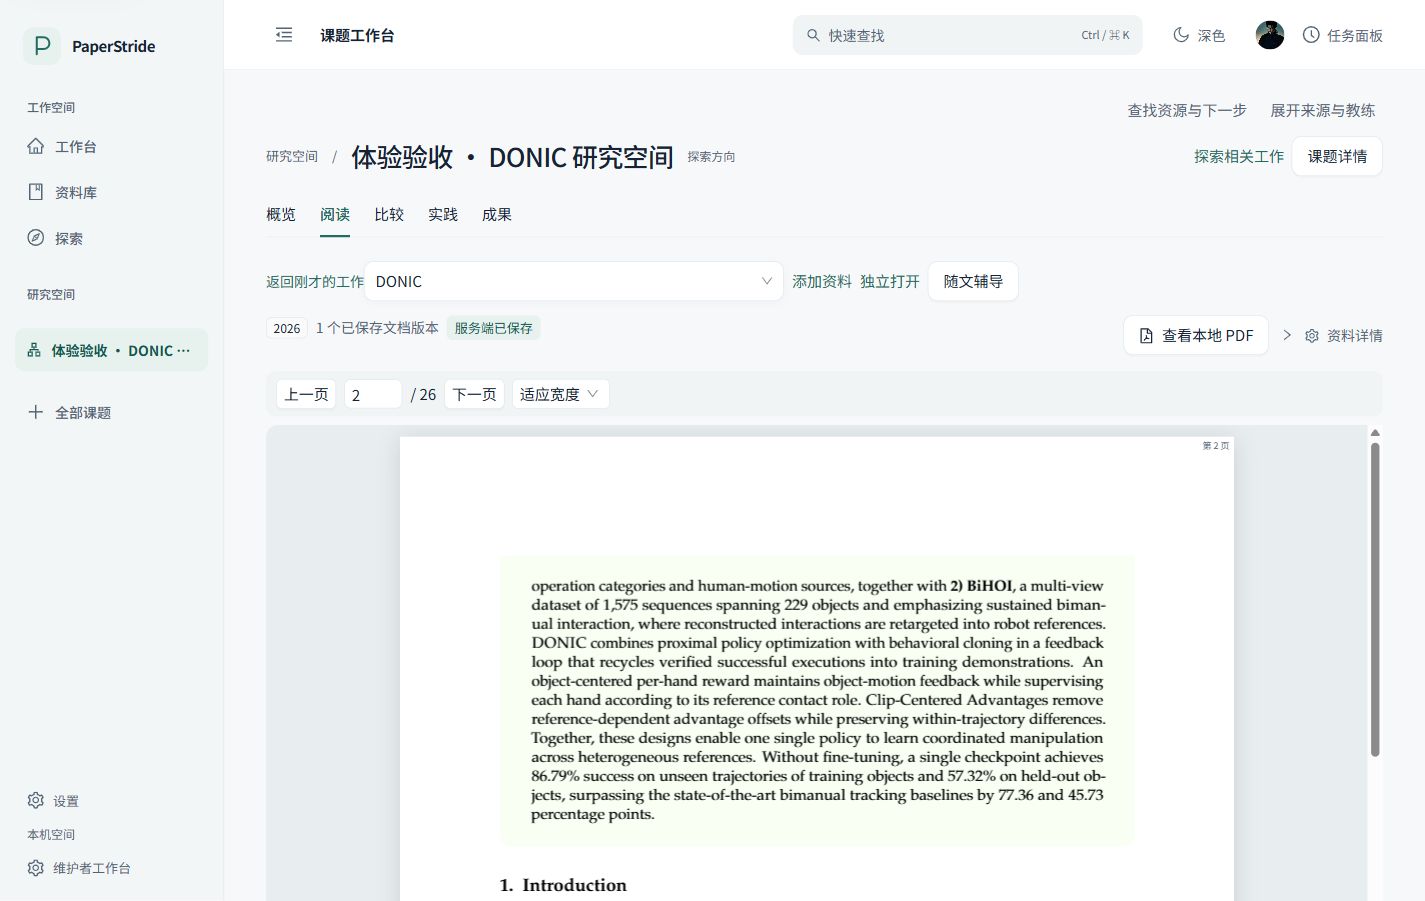 PaperStride
课题工作台
快速查找
Ctrl / ⌘ K
深色
任务面板
工作空间
工作台
资料库
探索
研究空间
体验验收 • DONIC ···
全部课题
设置
本机空间
维护者工作台
查找资源与下一步
展开来源与教练
研究空间 / 体验验收 • DONIC 研究空间 探索方向
探索相关工作
课题详情
概览 阅读 比较 实践 成果
返回刚才的工作 DONIC 添加资料 独立打开 随文辅导
2026 1 个已保存文档版本 服务端已保存
查看本地 PDF
资料详情
上一页 2 / 26 下一页 适应宽度
第 2 页
operation categories and human-motion sources, together with 2) BiHOI, a multi-view
dataset of 1,575 sequences spanning 229 objects and emphasizing sustained biman-
ual interaction, where reconstructed interactions are retargeted into robot references.
DONIC combines proximal policy optimization with behavioral cloning in a feedback
loop that recycles verified successful executions into training demonstrations. An
object-centered per-hand reward maintains object-motion feedback while supervising
each hand according to its reference contact role. Clip-Centered Advantages remove
reference-dependent advantage offsets while preserving within-trajectory differences.
Together, these designs enable one single policy to learn coordinated manipulation
across heterogeneous references. Without fine-tuning, a single checkpoint achieves
86.79% success on unseen trajectories of training objects and 57.32% on held-out ob-
jects, surpassing the state-of-the-art bimanual tracking baselines by 77.36 and 45.73
percentage points.
1. Introduction